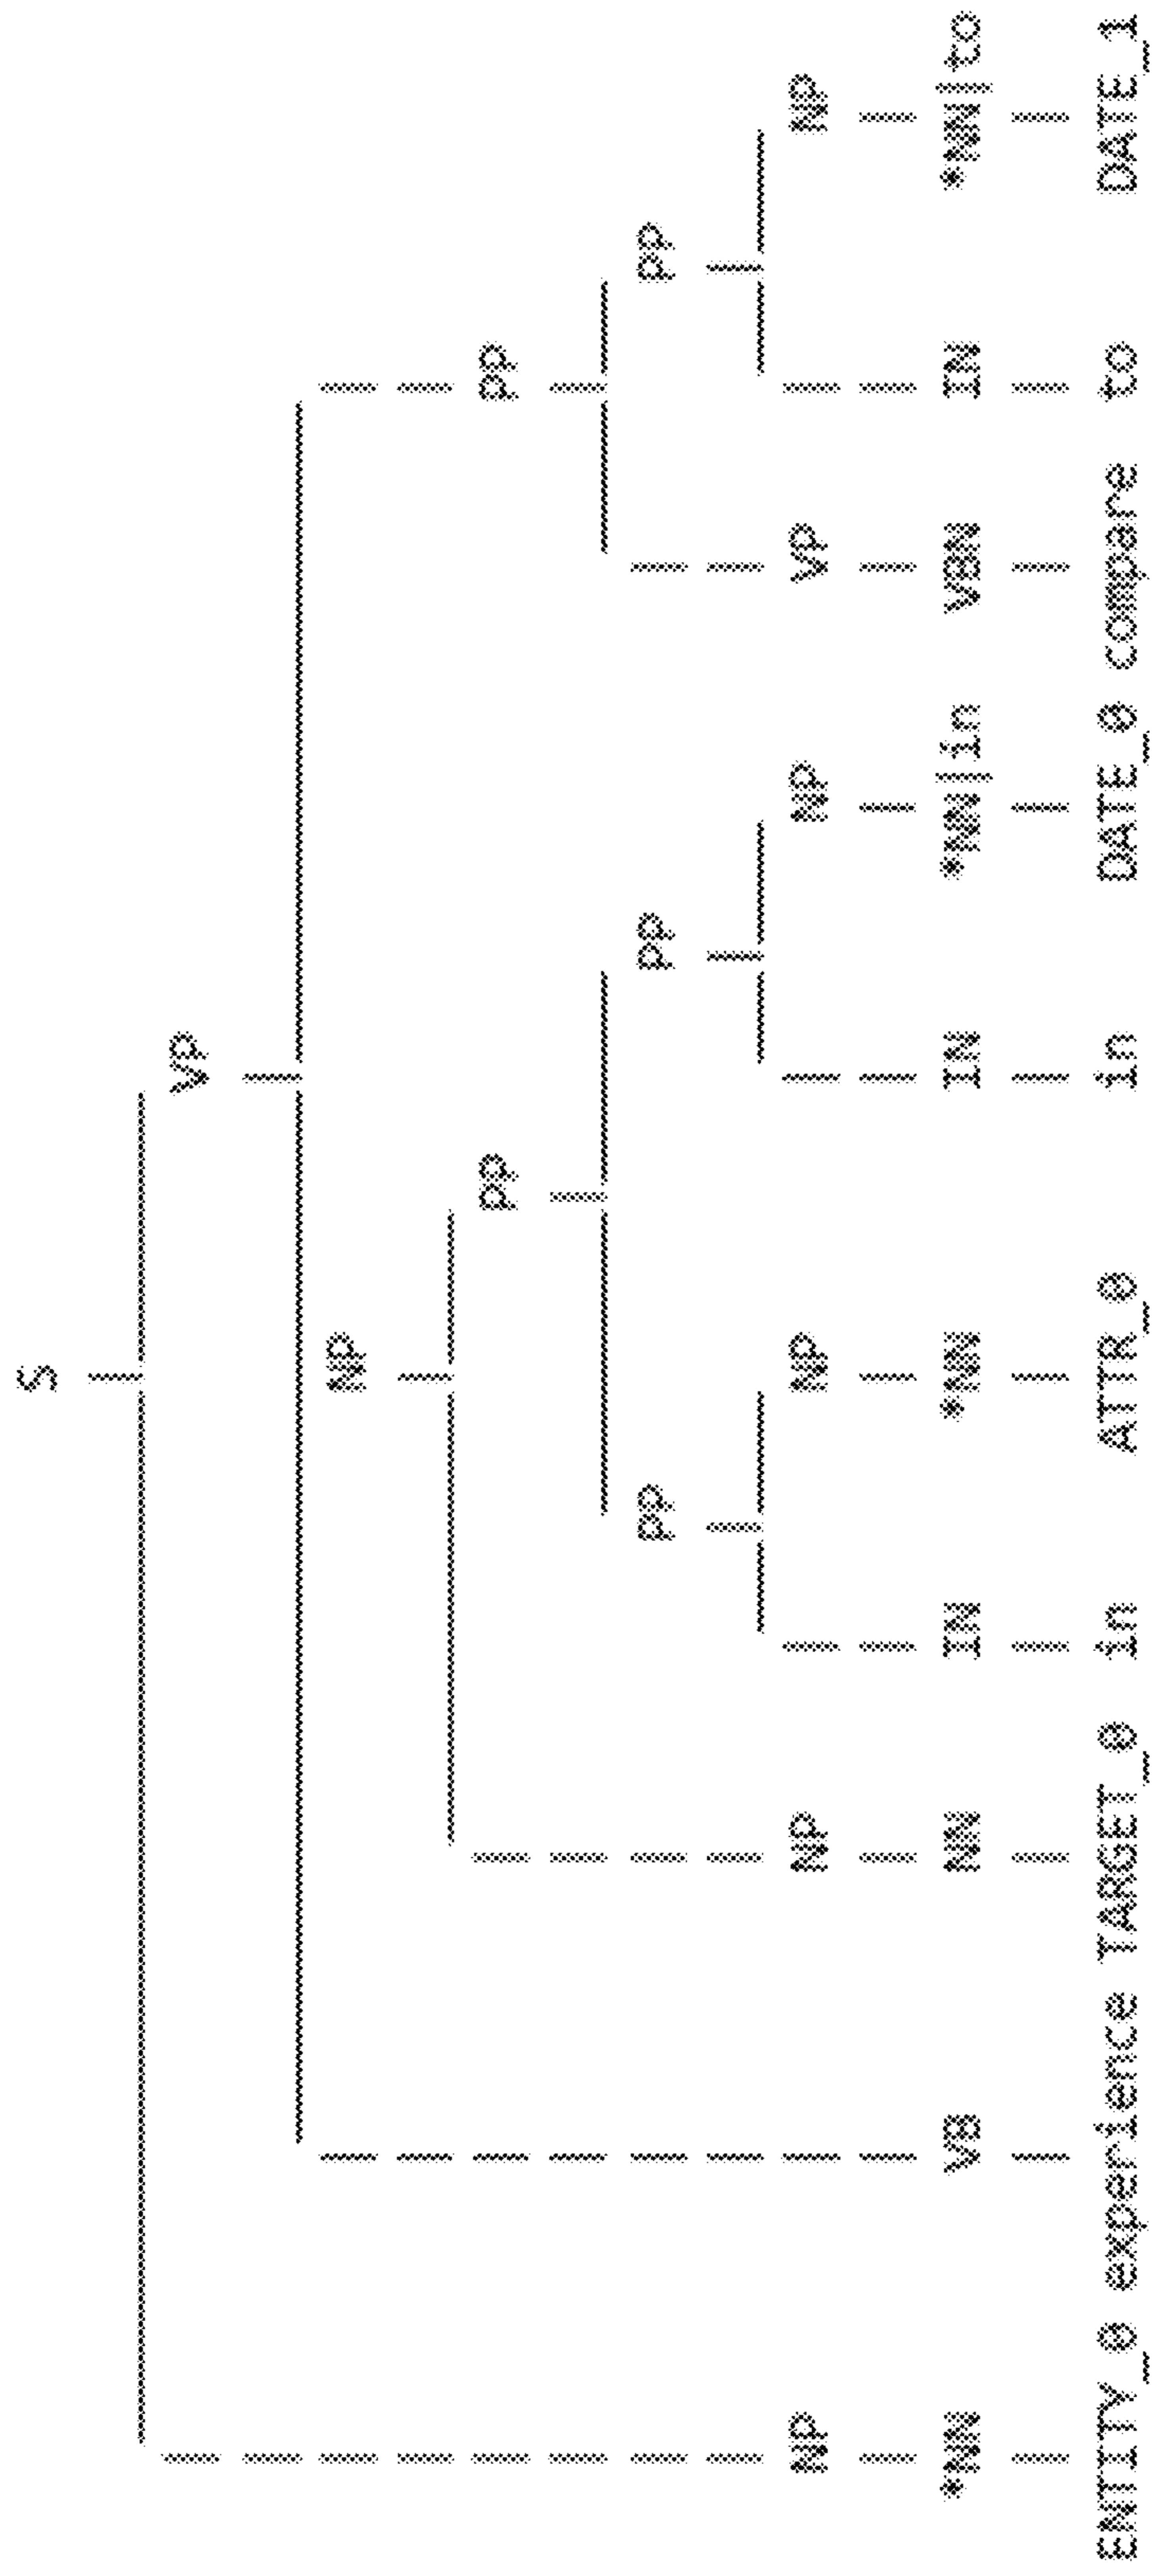 S
VP
NP
PP PP
PP PP PP
NP NP NP NP VP NP
*NN VB NN IN *NN IN *NN|in VBN IN *NN|to
ENTITY_0 experience TARGET_0 in ATTR_0 in DATE_0 compare to DATE_1